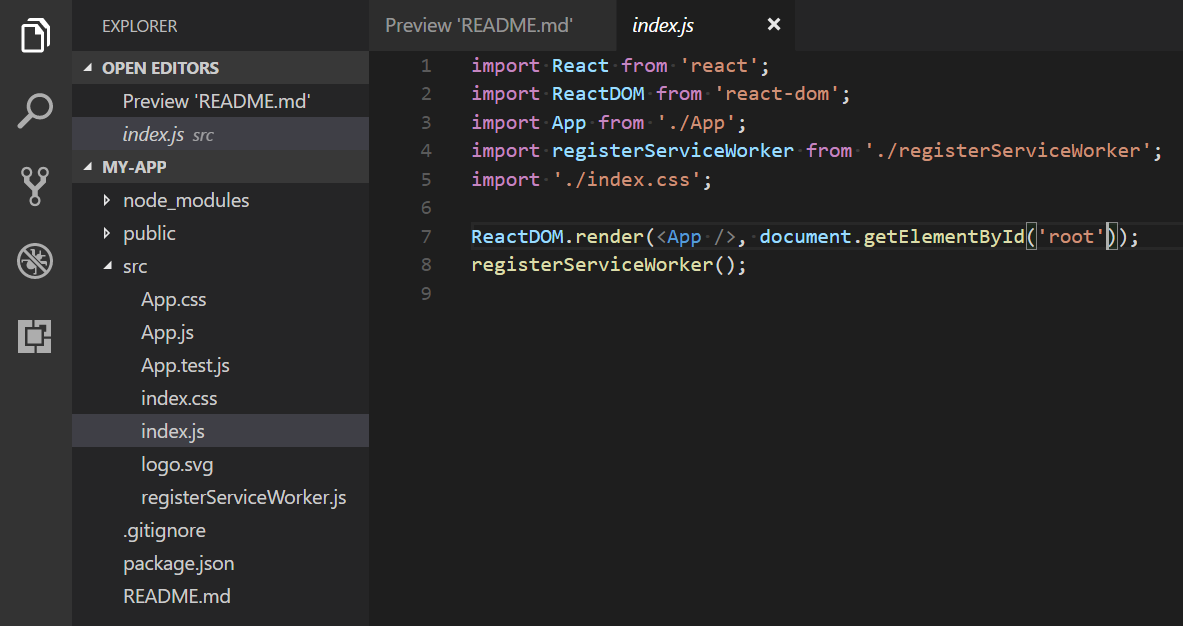 EXPLORER
OPEN EDITORS
Preview 'README.md'
index.js src
MY-APP
node_modules
public
src
App.css
App.js
App.test.js
index.css
index.js
logo.svg
registerServiceWorker.js
.gitignore
package.json
README.md
Preview 'README.md' index.js ×
1 import React from 'react';
2 import ReactDOM from 'react-dom';
3 import App from './App';
4 import registerServiceWorker from './registerServiceWorker';
5 import './index.css';
6
7 ReactDOM.render(<App />, document.getElementById('root'));
8 registerServiceWorker();
9